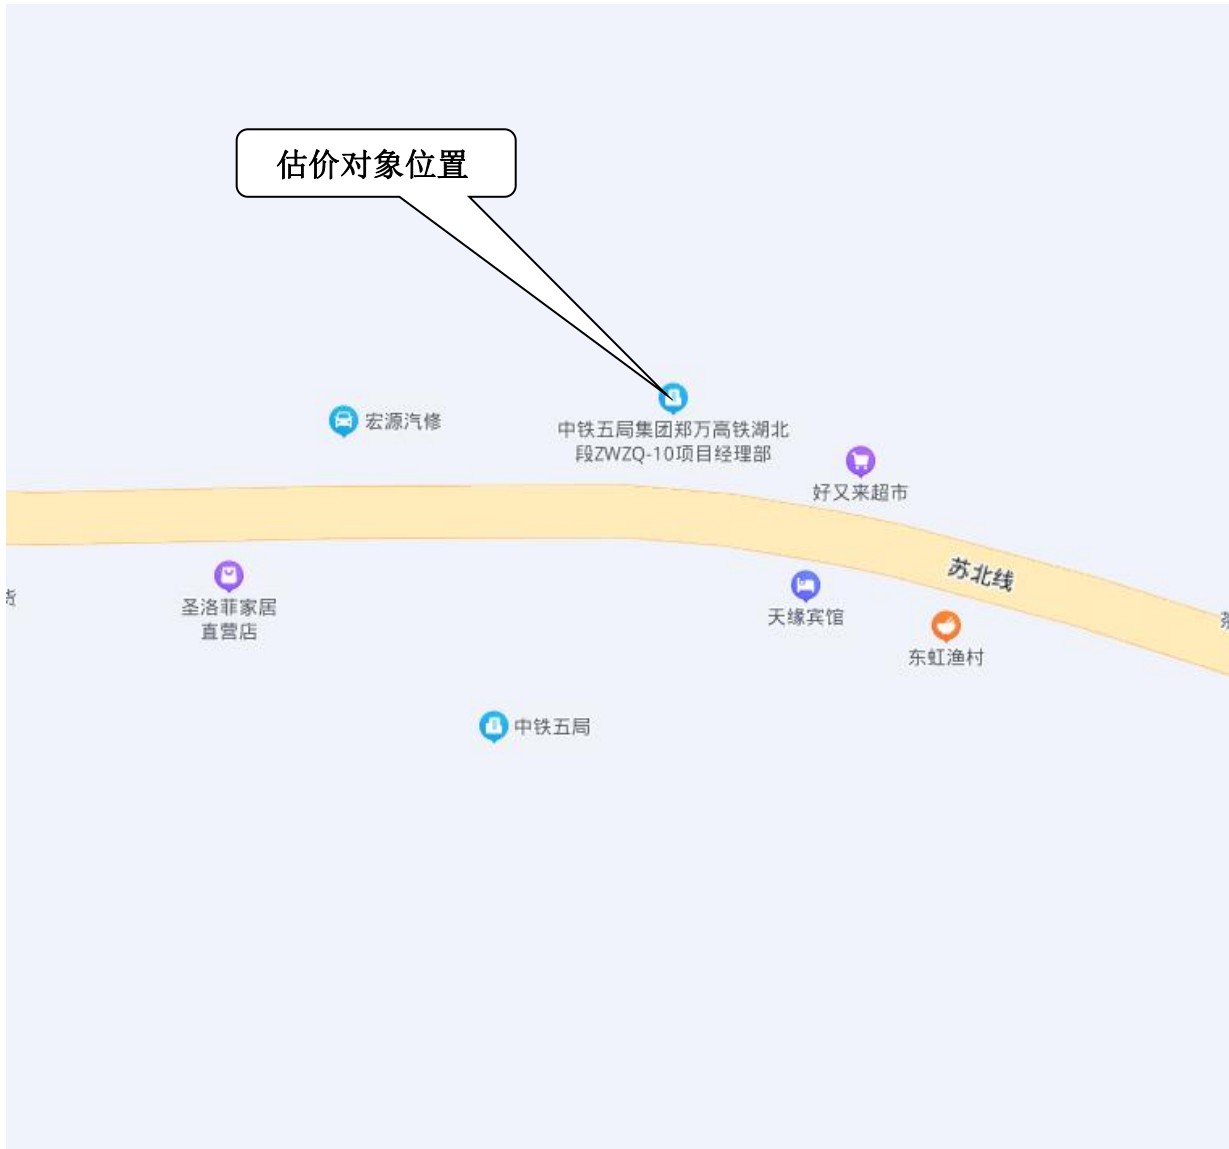 估价对象位置
宏源汽修
中铁五局集团郑万高铁湖北
段ZWZQ-10项目经理部
好又来超市
苏北线
圣洛菲家居
直营店
天缘宾馆
东虹渔村
中铁五局